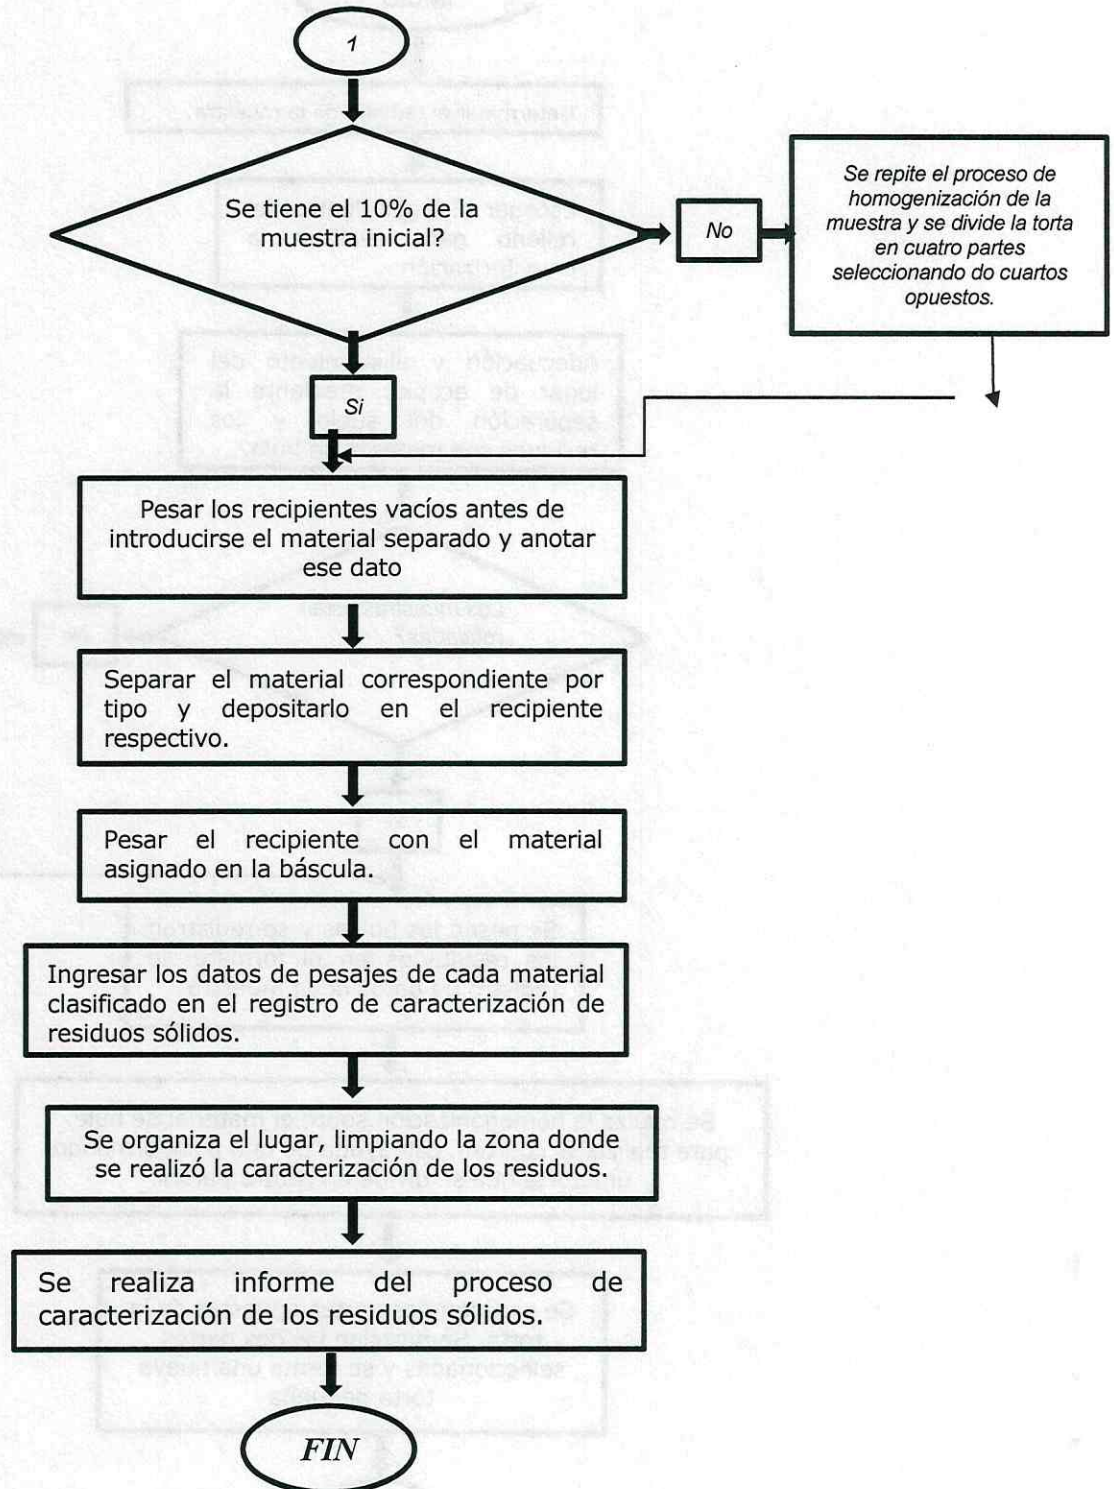 1
Se tiene el 10% de la
muestra inicial?
No
Se repite el proceso de
homogenización de la
muestra y se divide la torta
en cuatro partes
seleccionando do cuartos
opuestos.
Si
Pesar los recipientes vacíos antes de
introducirse el material separado y anotar
ese dato
Separar el material correspondiente por
tipo y depositarlo en el recipiente
respectivo.
Pesar el recipiente con el material
asignado en la báscula.
Ingresar los datos de pesajes de cada material
clasificado en el registro de caracterización de
residuos sólidos.
Se organiza el lugar, limpiando la zona donde
se realizó la caracterización de los residuos.
Se realiza informe del proceso de
caracterización de los residuos sólidos.
FIN